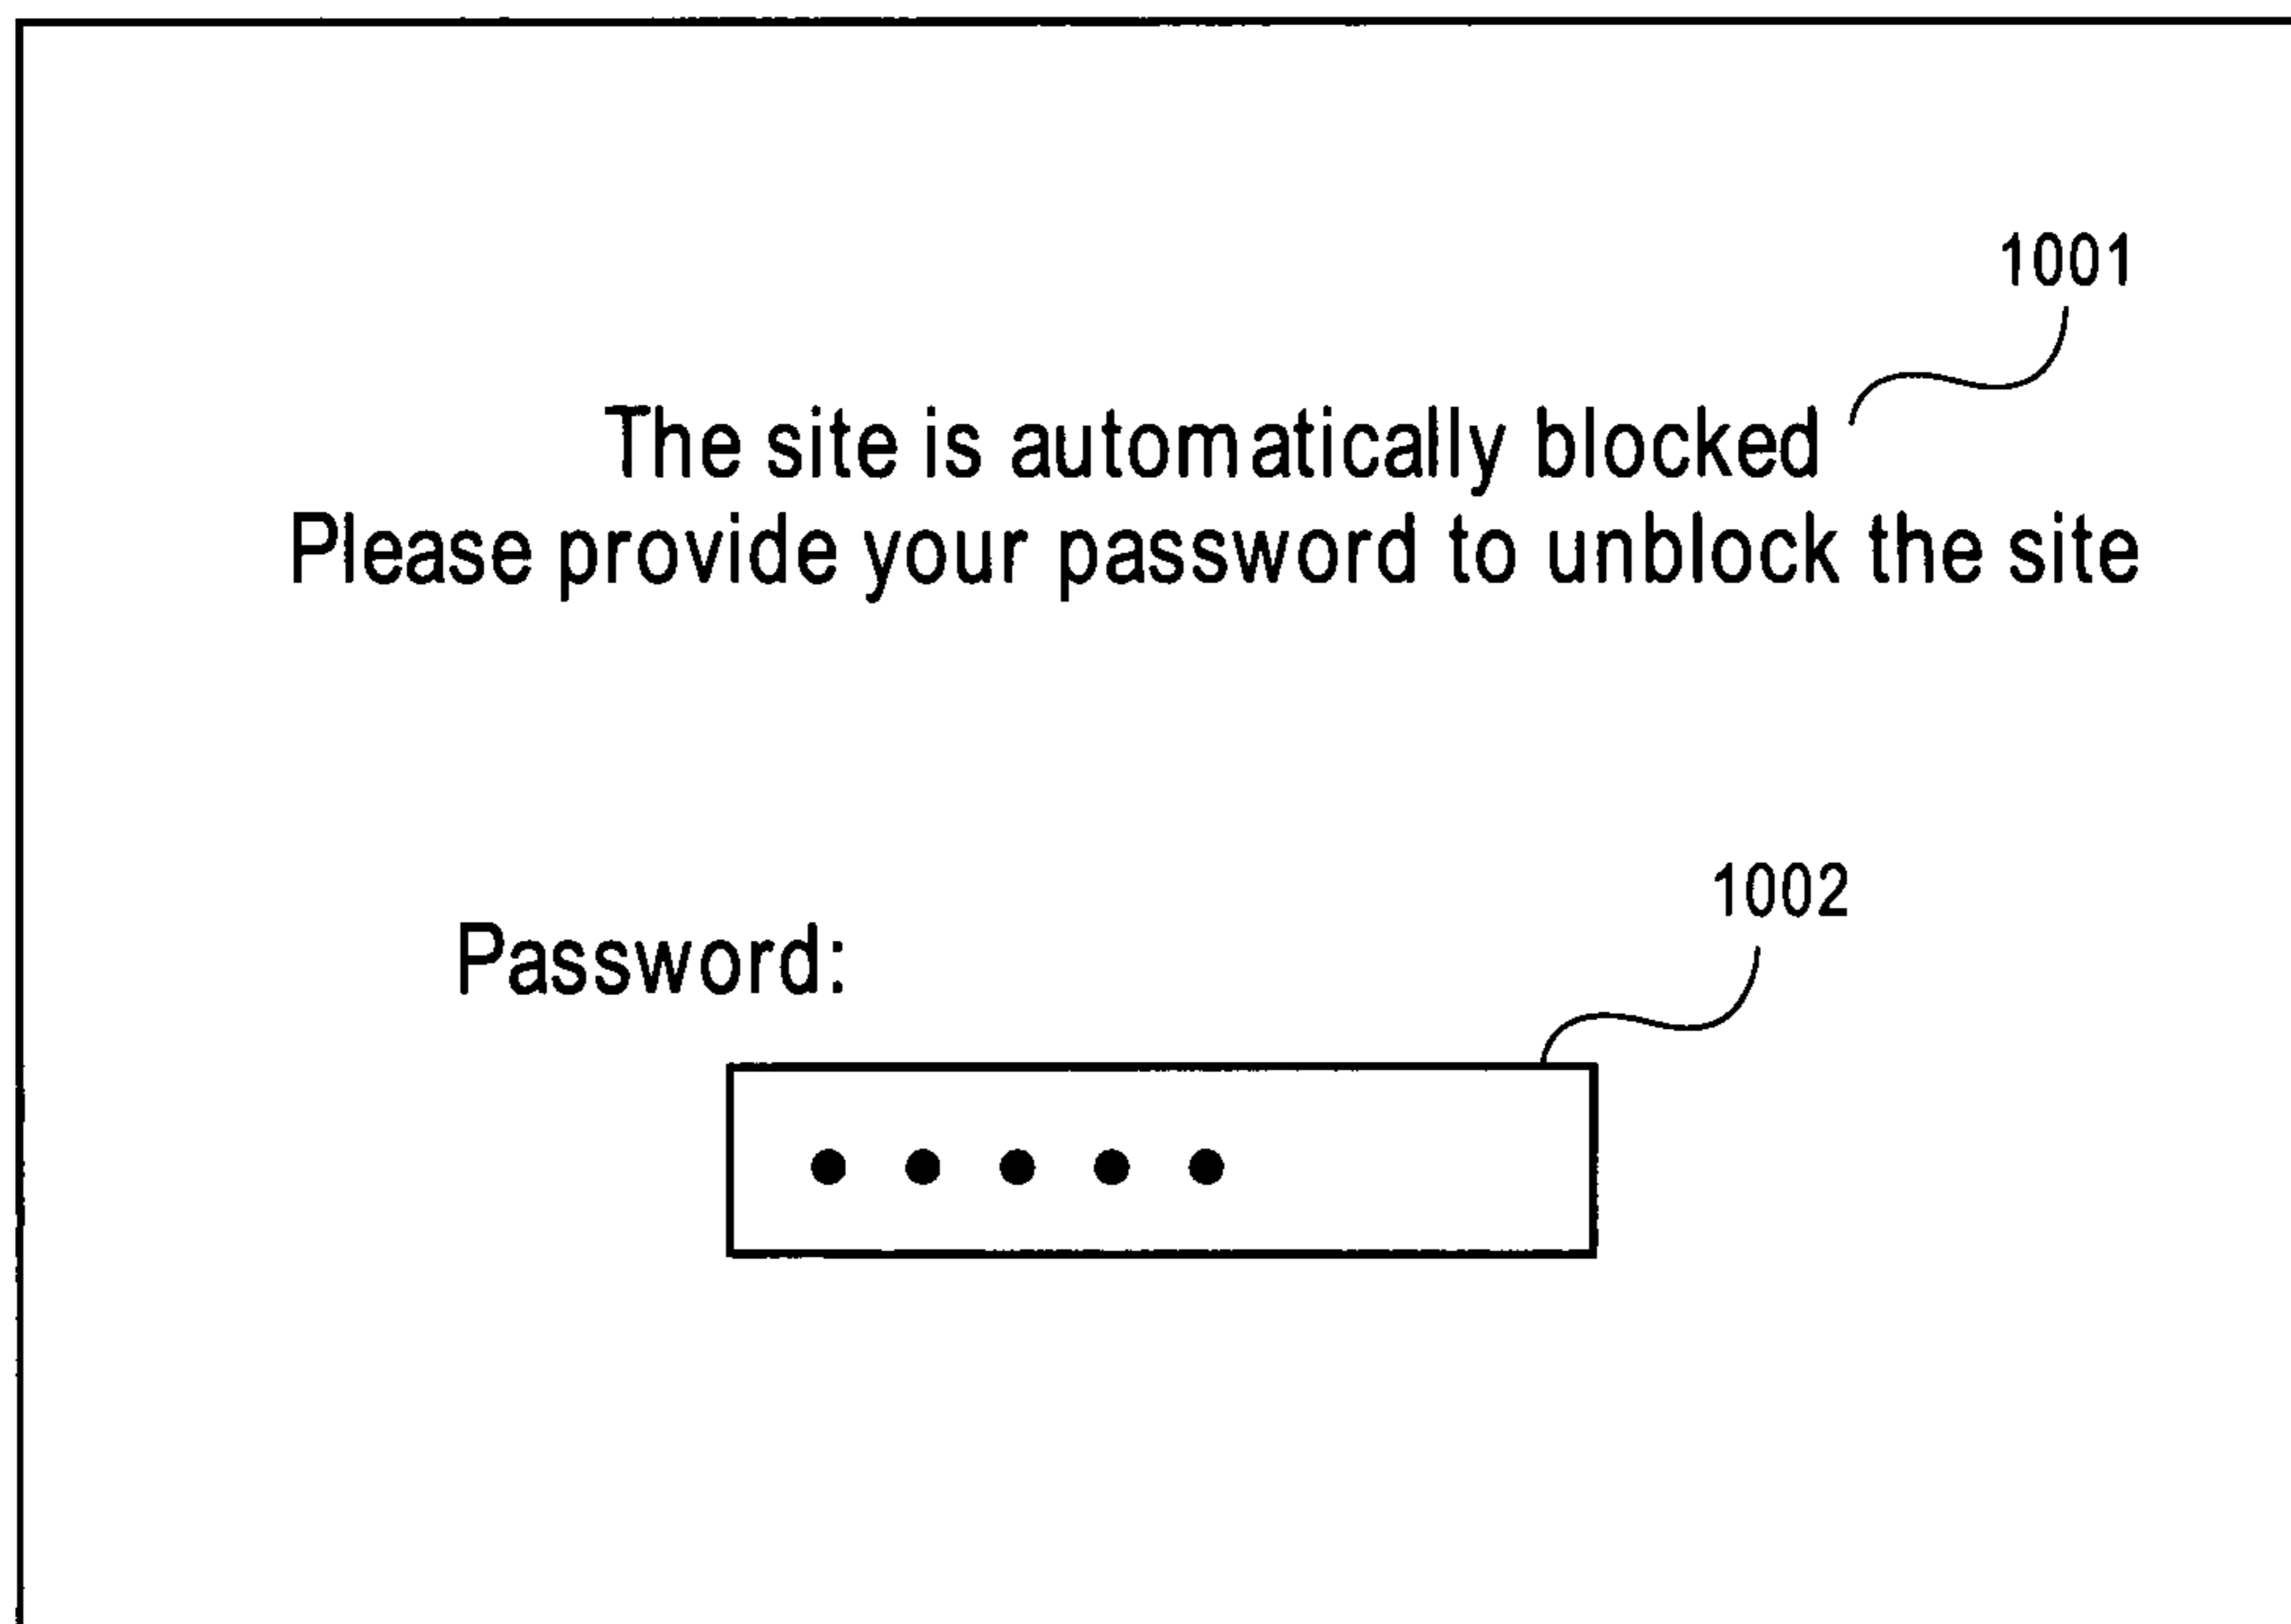 1001
The site is automatically blocked
Please provide your password to unblock the site
1002
Password: